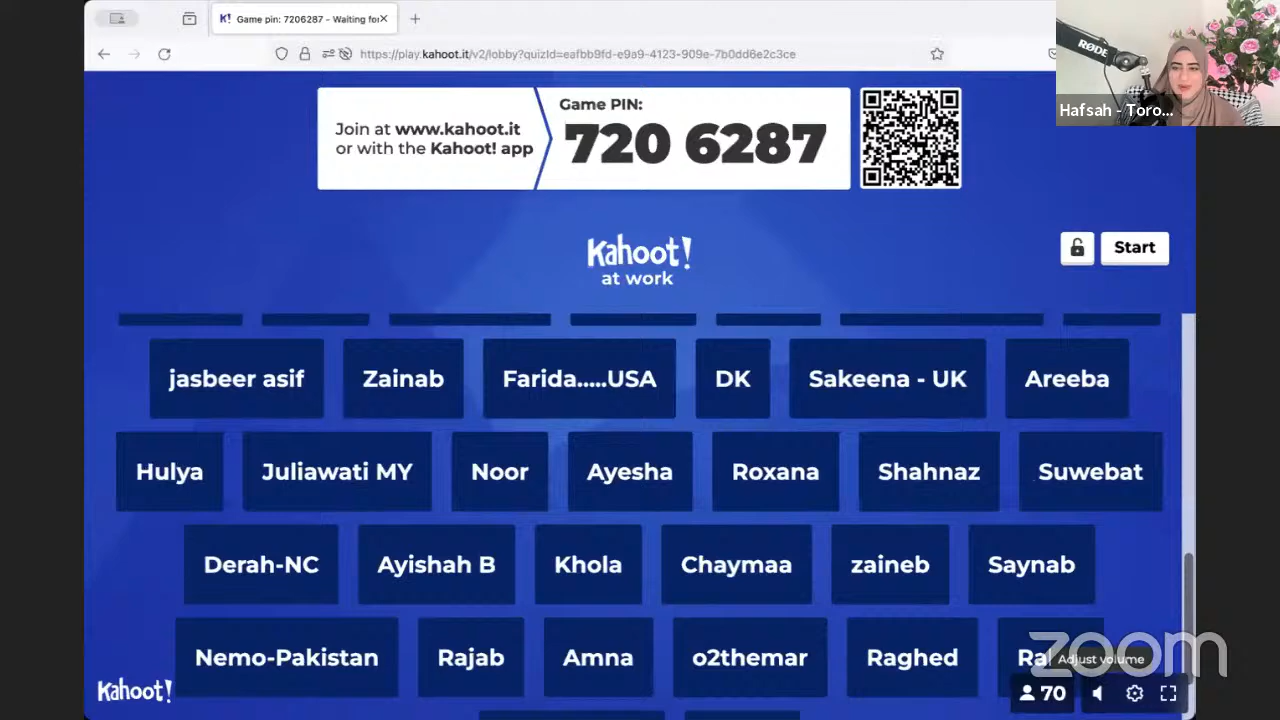 Game pin: 7206287 - Waiting for
https://play.kahoot.it/v2/lobby?quizId=eafbb9fd-e9a9-4123-909e-7b0dd6e2c3ce
RØDE
Hafsah - Toro...
Join at www.kahoot.it
or with the Kahoot! app
Game PIN:
720 6287
Kahoot!
at work
Start
jasbeer asif
Zainab
Farida.....USA
DK
Sakeena - UK
Areeba
Hulya
Juliawati MY
Noor
Ayesha
Roxana
Shahnaz
Suwebat
Derah-NC
Ayishah B
Khola
Chaymaa
zaineb
Saynab
Nemo-Pakistan
Rajab
Amna
o2themar
Raghed
Adjust volume
zoom
Kahoot!
70